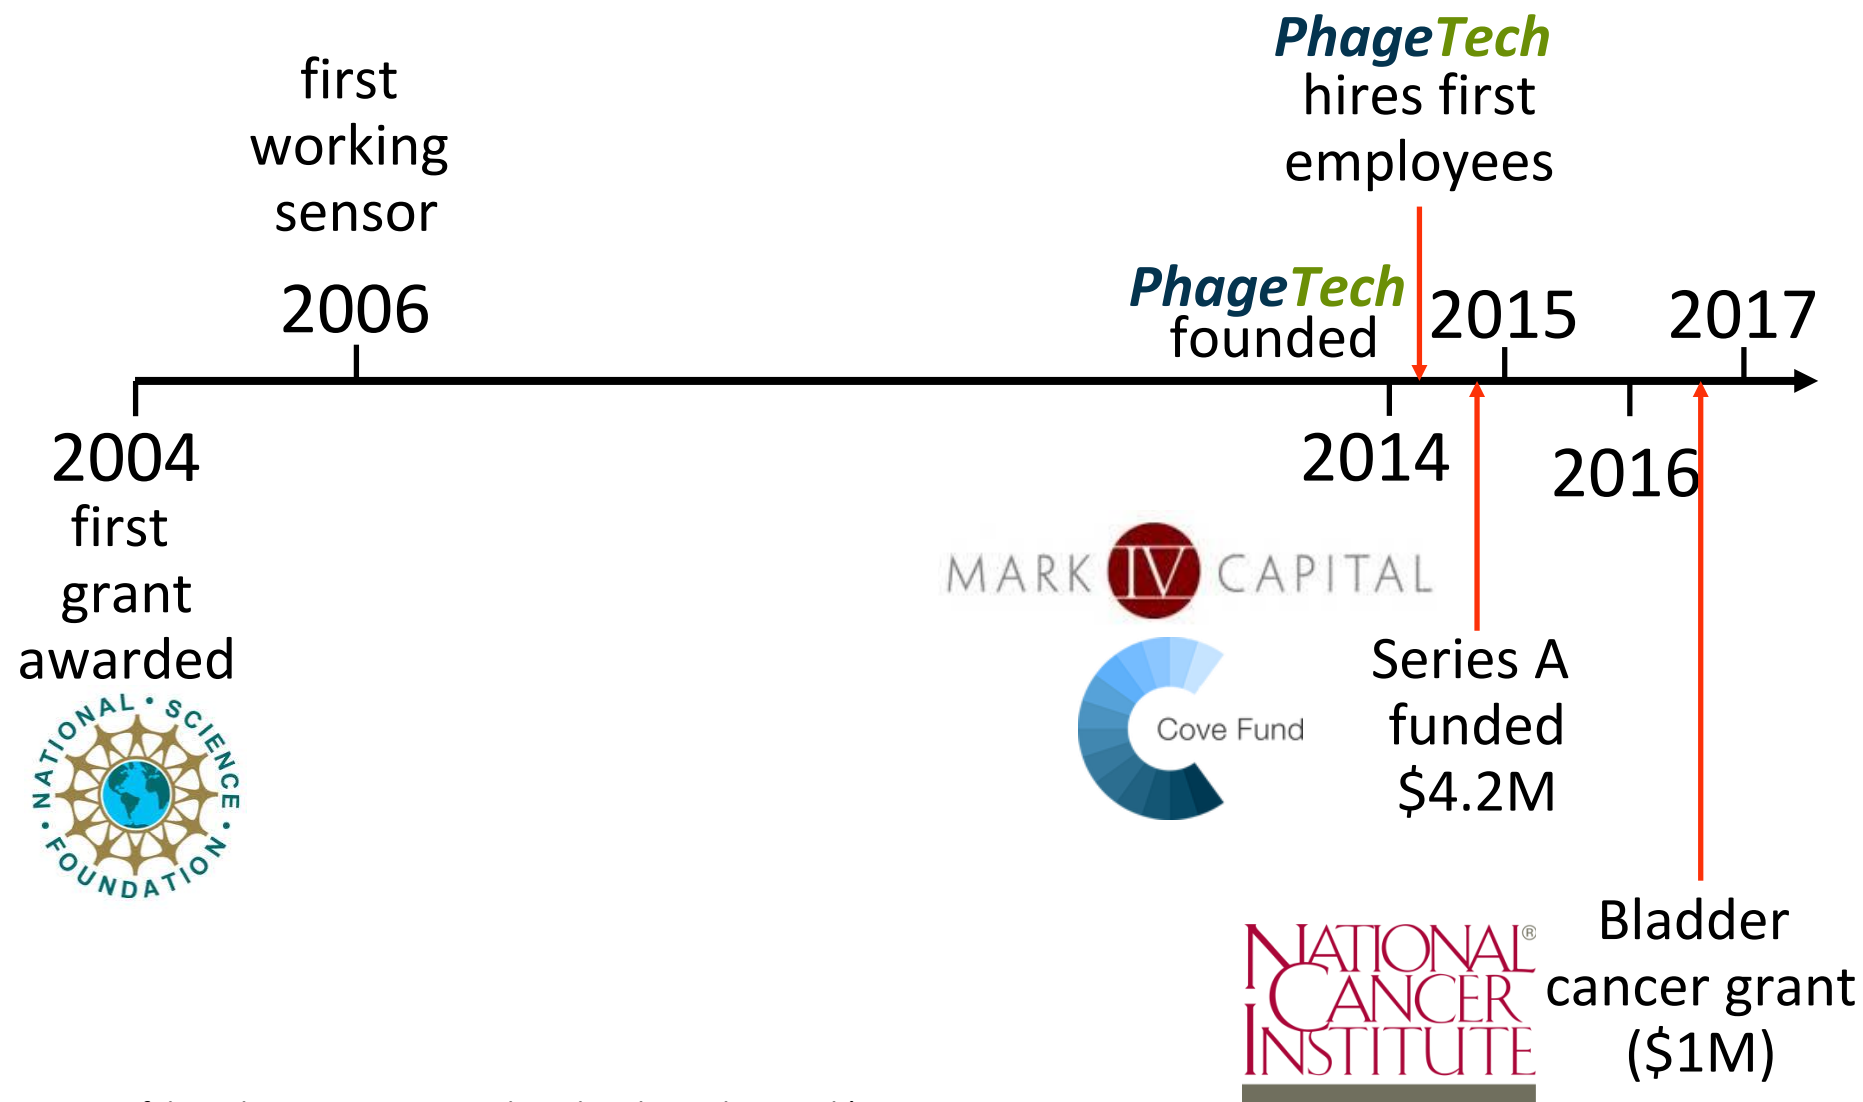 PhageTech
hires first
employees
first
working
sensor
2006
PhageTech
founded
2015
2017
2004
first
grant
awarded
NATIONAL · SCIENCE · FOUNDATION ·
2014
2016
MARK IV CAPITAL
Cove Fund
Series A
funded
$4.2M
NATIONAL®
CANCER
INSTITUTE
Bladder
cancer grant
($1M)